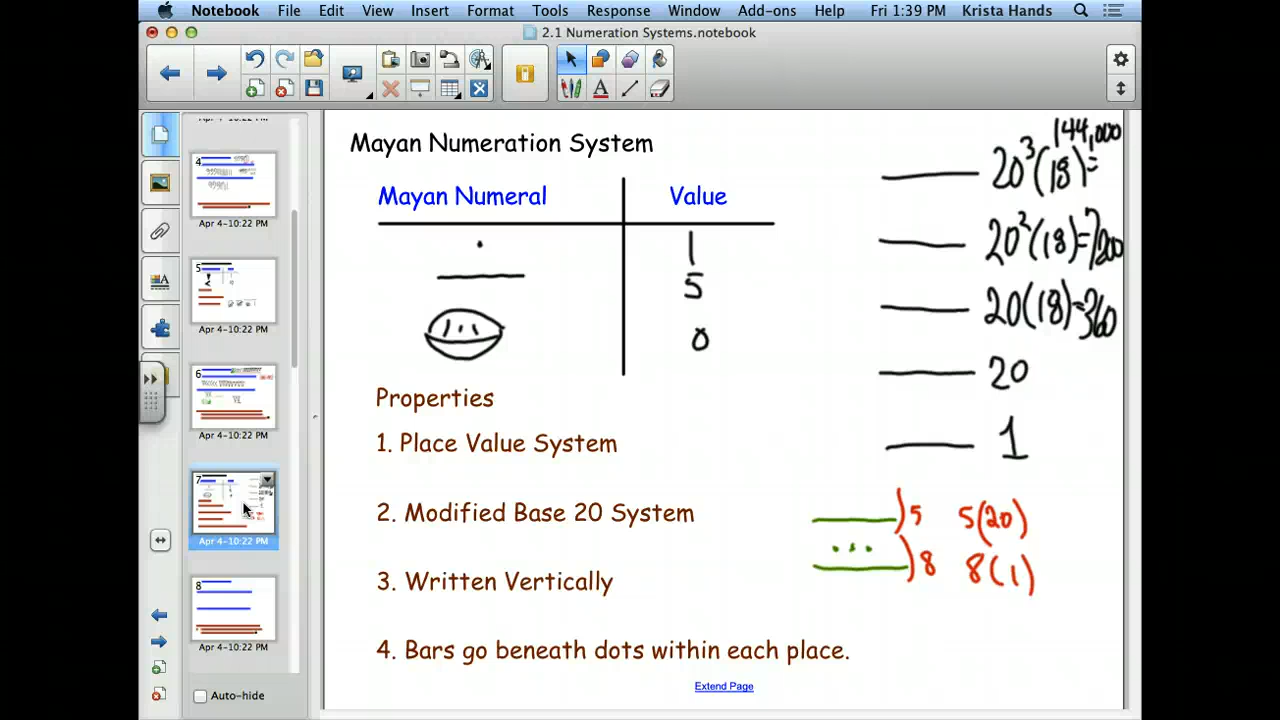 Notebook File Edit View Insert Format Tools Response Window Add-ons Help Fri 1:39 PM Krista Hands
2.1 Numeration Systems.notebook
Mayan Numeration System
Mayan Numeral Value
1
5
0
Properties
1. Place Value System
2. Modified Base 20 System
3. Written Vertically
4. Bars go beneath dots within each place.
Extend Page
144,000
20³(18)=
20²(18)=7200
20(18)=360
20
1
)5 5(20)
)8 8(1)
4
Apr 4-10:22 PM
5
Apr 4-10:22 PM
6
Apr 4-10:22 PM
7
Apr 4-10:22 PM
8
Apr 4-10:22 PM
Auto-hide